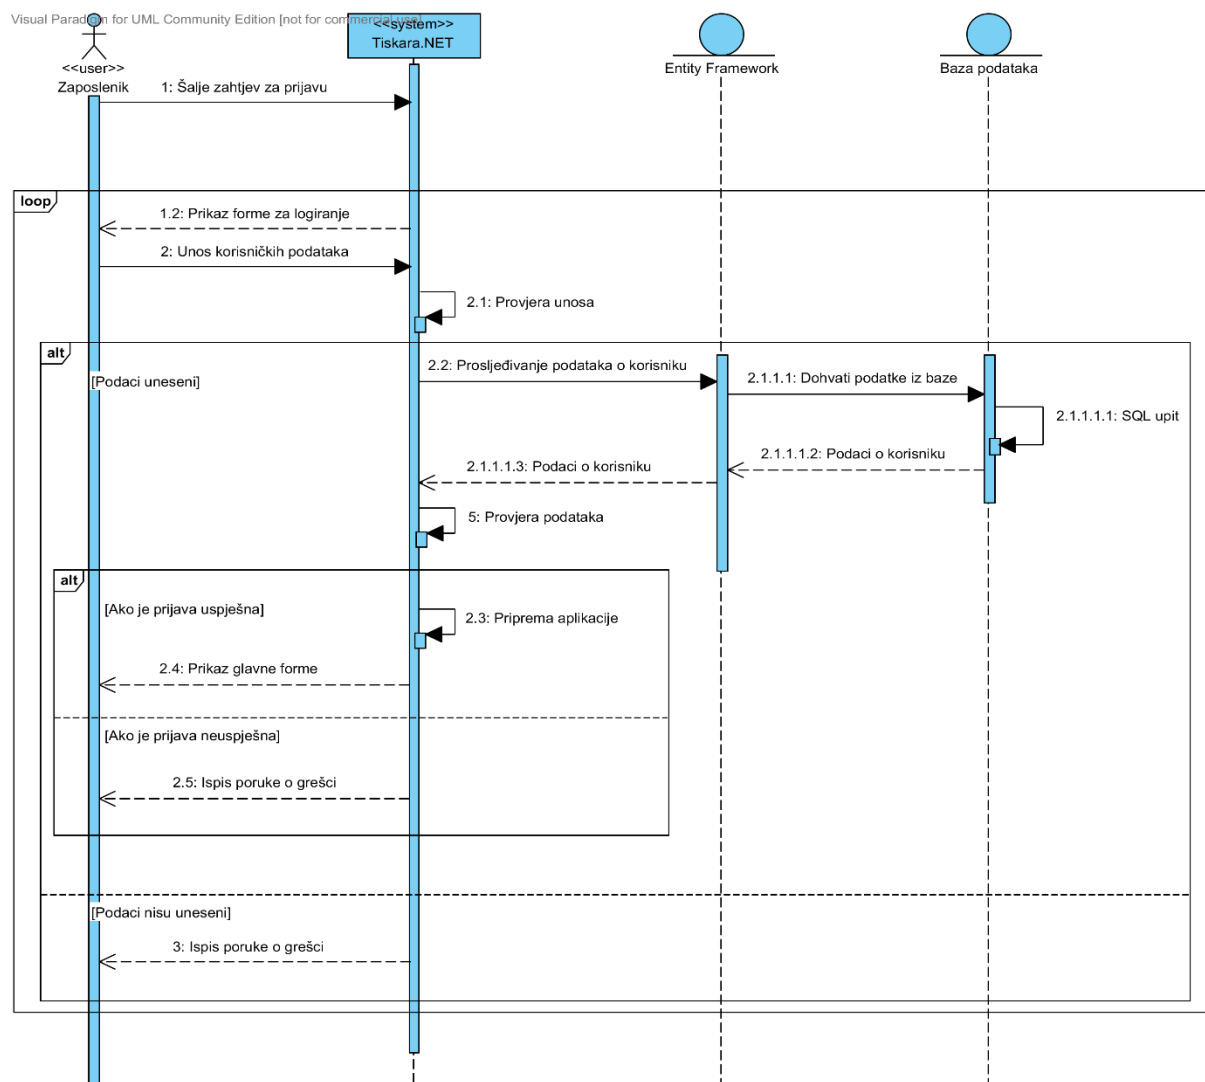 Visual Paradigm for UML Community Edition [not for commercial use]
<<user>>
Zaposlenik
<<system>>
Tiskara.NET
Entity Framework
Baza podataka
1: Šalje zahtjev za prijavu
loop
1.2: Prikaz forme za logiranje
2: Unos korisničkih podataka
2.1: Provjera unosa
alt
[Podaci uneseni]
2.2: Prosljeđivanje podataka o korisniku
2.1.1.1: Dohvati podatke iz baze
2.1.1.1.1: SQL upit
2.1.1.1.2: Podaci o korisniku
2.1.1.1.3: Podaci o korisniku
5: Provjera podataka
alt
[Ako je prijava uspješna]
2.3: Priprema aplikacije
2.4: Prikaz glavne forme
[Ako je prijava neuspješna]
2.5: Ispis poruke o grešci
[Podaci nisu uneseni]
3: Ispis poruke o grešci